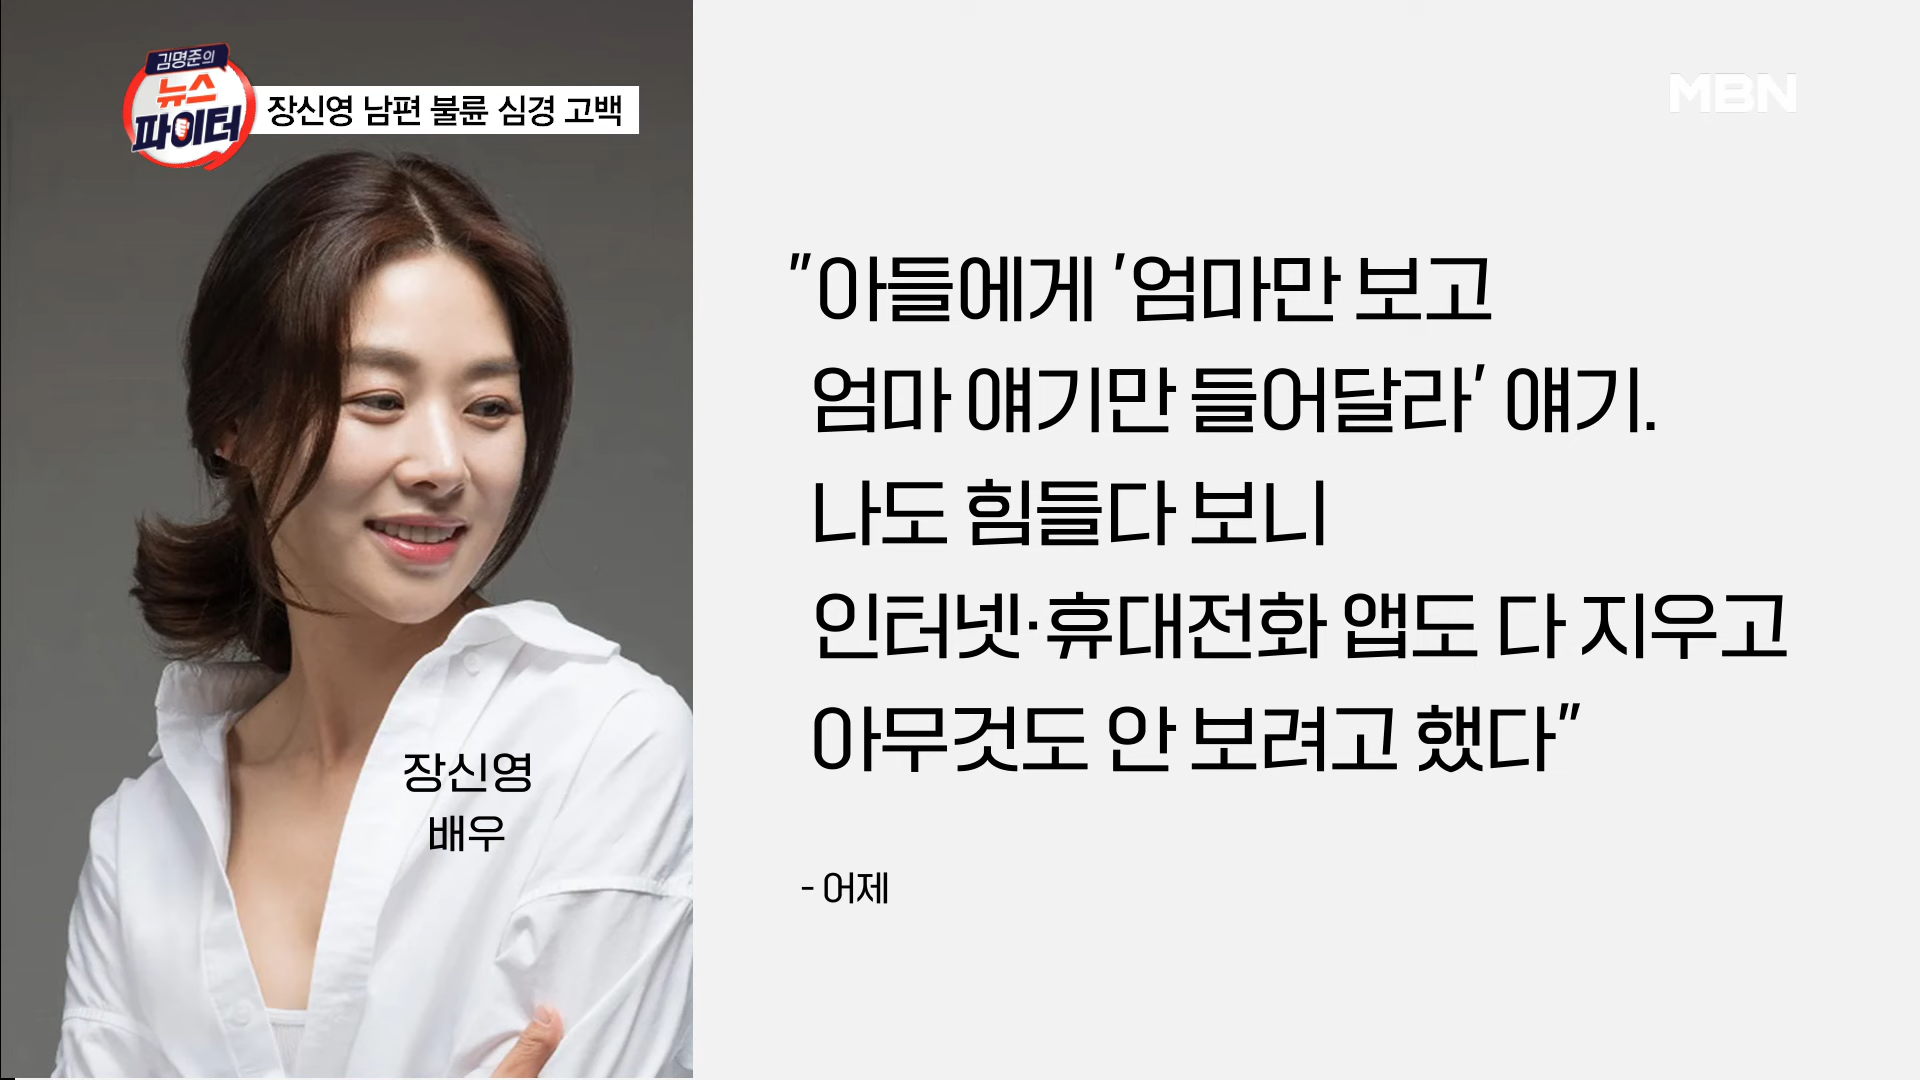 김명준의
뉴스
파이터
장신영 남편 불륜 심경 고백
MBN
"아들에게 '엄마만 보고
엄마 얘기만 들어달라' 얘기.
나도 힘들다 보니
인터넷·휴대전화 앱도 다 지우고
아무것도 안 보려고 했다"
- 어제
장신영
배우